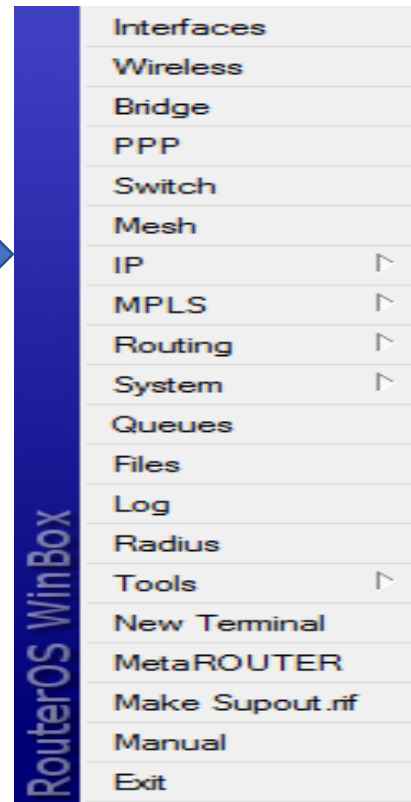 Interfaces
Wireless
Bridge
PPP
Switch
Mesh
IP
MPLS
Routing
System
Queues
Files
Log
Radius
Tools
New Terminal
MetaROUTER
Make Supout.rif
Manual
Exit
RouterOS WinBox